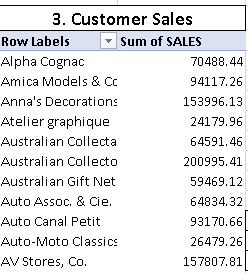 3. Customer Sales
Row Labels Sum of SALES
Alpha Cognac 70488.44
Amica Models & Co 94117.26
Anna's Decorations 153996.13
Atelier graphique 24179.96
Australian Collecta 64591.46
Australian Collecto 200995.41
Australian Gift Net 59469.12
Auto Assoc. & Cie. 64834.32
Auto Canal Petit 93170.66
Auto-Moto Classics 26479.26
AV Stores, Co. 157807.81